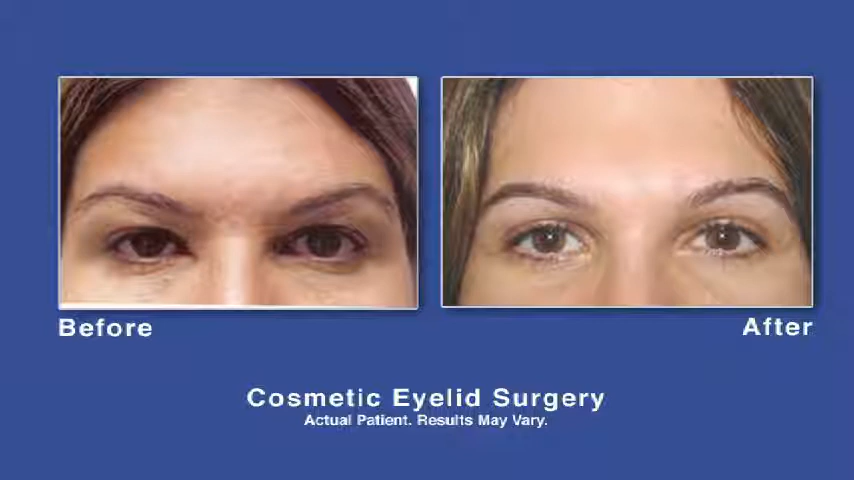 Before
After
Cosmetic Eyelid Surgery
Actual Patient. Results May Vary.